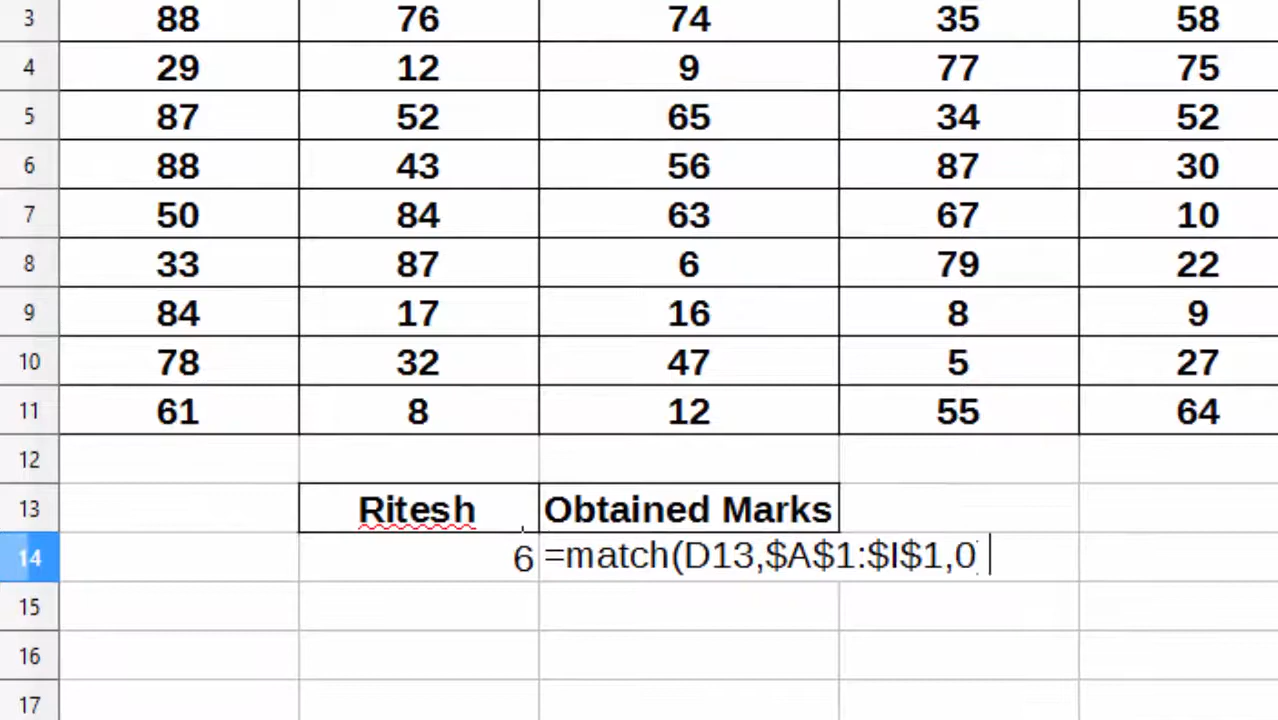 3 88 76 74 35 58
4 29 12 9 77 75
5 87 52 65 34 52
6 88 43 56 87 30
7 50 84 63 67 10
8 33 87 6 79 22
9 84 17 16 8 9
10 78 32 47 5 27
11 61 8 12 55 64
12
13 Ritesh Obtained Marks
14 6 =match(D13,$A$1:$I$1,0)
15
16
17